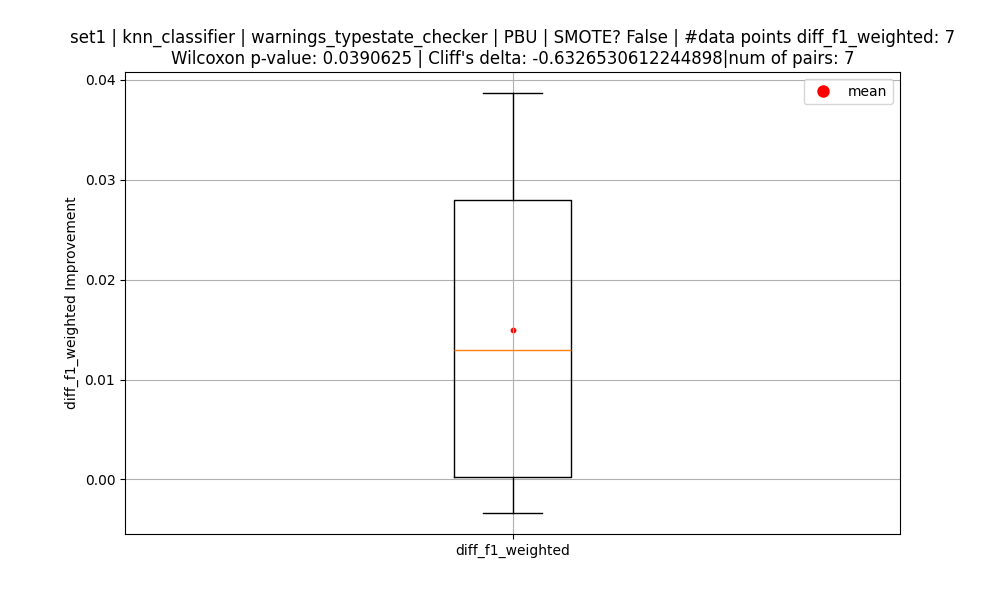 set1 | knn_classifier | warnings_typestate_checker | PBU | SMOTE? False | #data points diff_f1_weighted: 7
Wilcoxon p-value: 0.0390625 | Cliff's delta: -0.6326530612244898|num of pairs: 7
mean
0.04
0.03
0.02
0.01
0.00
diff_f1_weighted Improvement
diff_f1_weighted